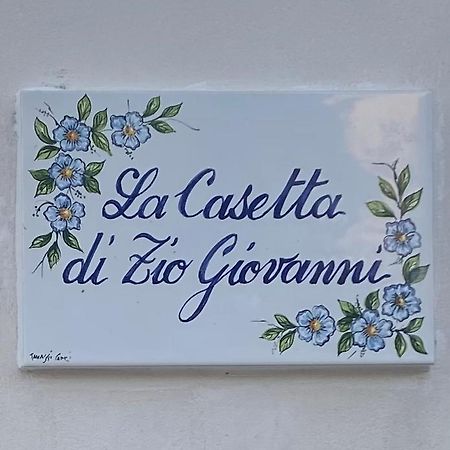 La Casetta
di Zio Giovanni